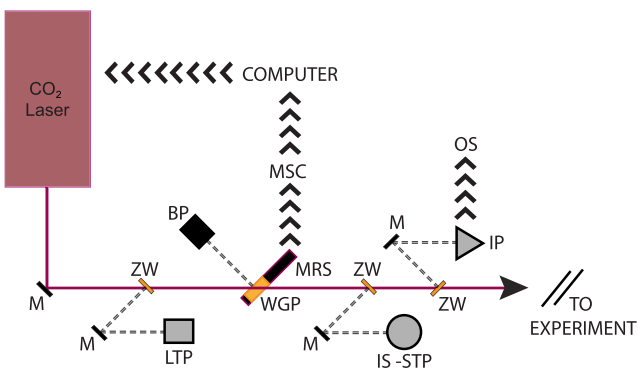 CO₂
Laser
COMPUTER
OS
MSC
BP
M
IP
MRS
ZW
ZW
M
WGP
ZW
TO
EXPERIMENT
M
LTP
M
IS -STP